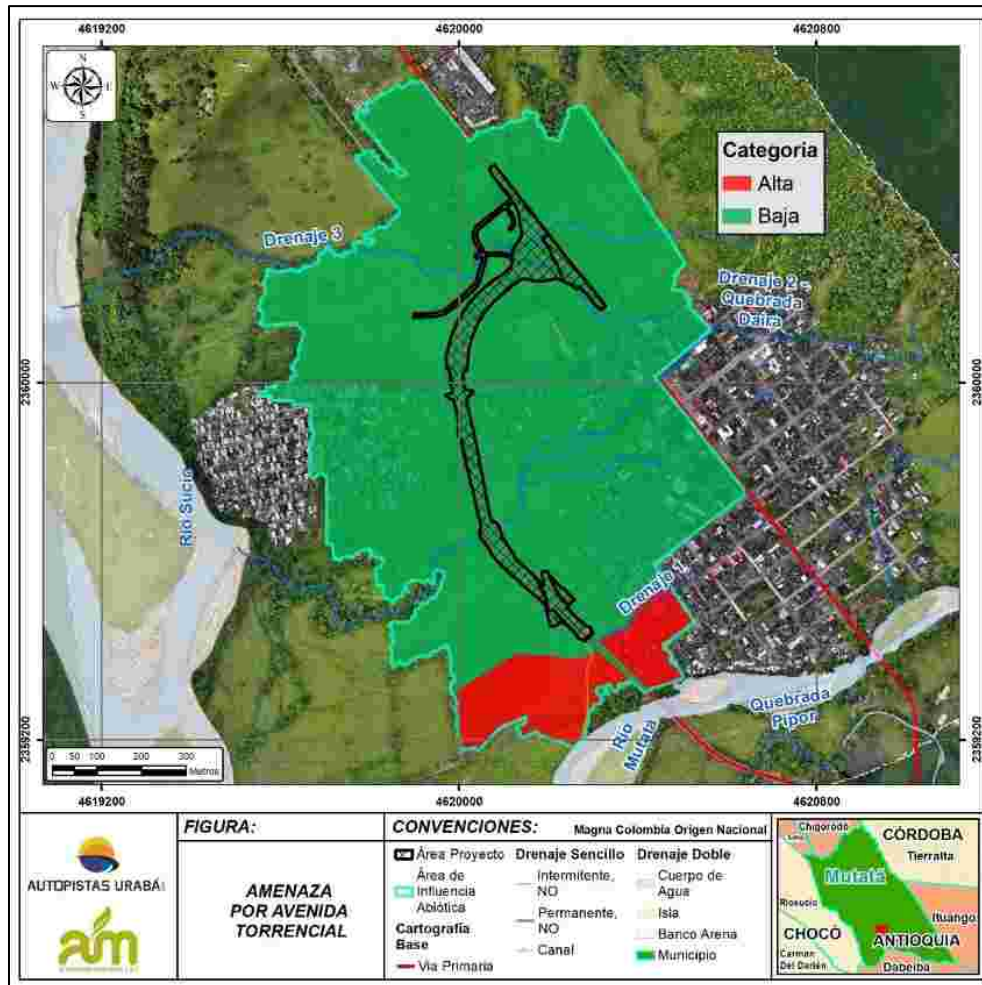 4619200
4620000
4620800
N
W
E
S
Categoria
Alta
Baja
Drenaje 3
Drenaje 2 -
Quebrada
Daira
2360000
2360000
Río Sucio
Drenaje 1
Quebrada
Pipor
Río
Mutatá
2359200
2359200
0 50 100 200 300
Metros
4619200
4620000
4620800
AUTOPISTAS URABÁ
aim
FIGURA:
AMENAZA
POR AVENIDA
TORRENCIAL
CONVENCIONES:
Magna Colombia Origen Nacional
Área Proyecto
Área de
Influencia
Abiótica
Cartografía
Base
Via Primaria
Drenaje Sencillo
Intermitente,
NO
Permanente,
NO
Canal
Drenaje Doble
Cuerpo de
Agua
Isla
Banco Arena
Municipio
Chigorodó
CÓRDOBA
Tierralta
Mutatá
Riosucio
Ituango
CHOCÓ
ANTIOQUIA
Carmen
Del Darién
Dabeiba